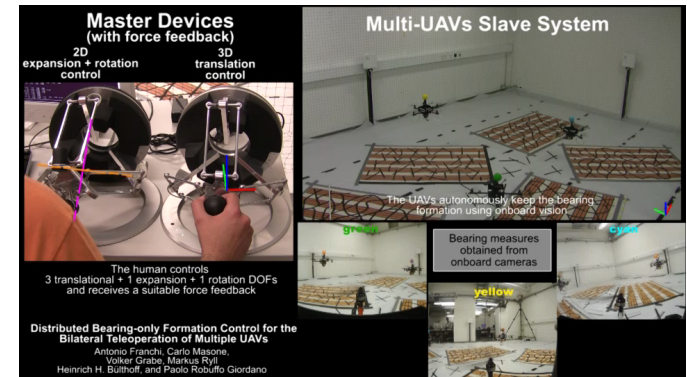 Master Devices
(with force feedback)
2D
expansion + rotation
control
3D
translation
control
The human controls
3 translational + 1 expansion + 1 rotation DOFs
and receives a suitable force feedback
Distributed Bearing-only Formation Control for the
Bilateral Teleoperation of Multiple UAVs
Antonio Franchi, Carlo Masone,
Volker Grabe, Markus Ryll
Heinrich H. Bülthoff, and Paolo Robuffo Giordano
Multi-UAVs Slave System
The UAVs autonomously keep the bearing
formation using onboard vision
green
Bearing measures
obtained from
onboard cameras
cyan
yellow